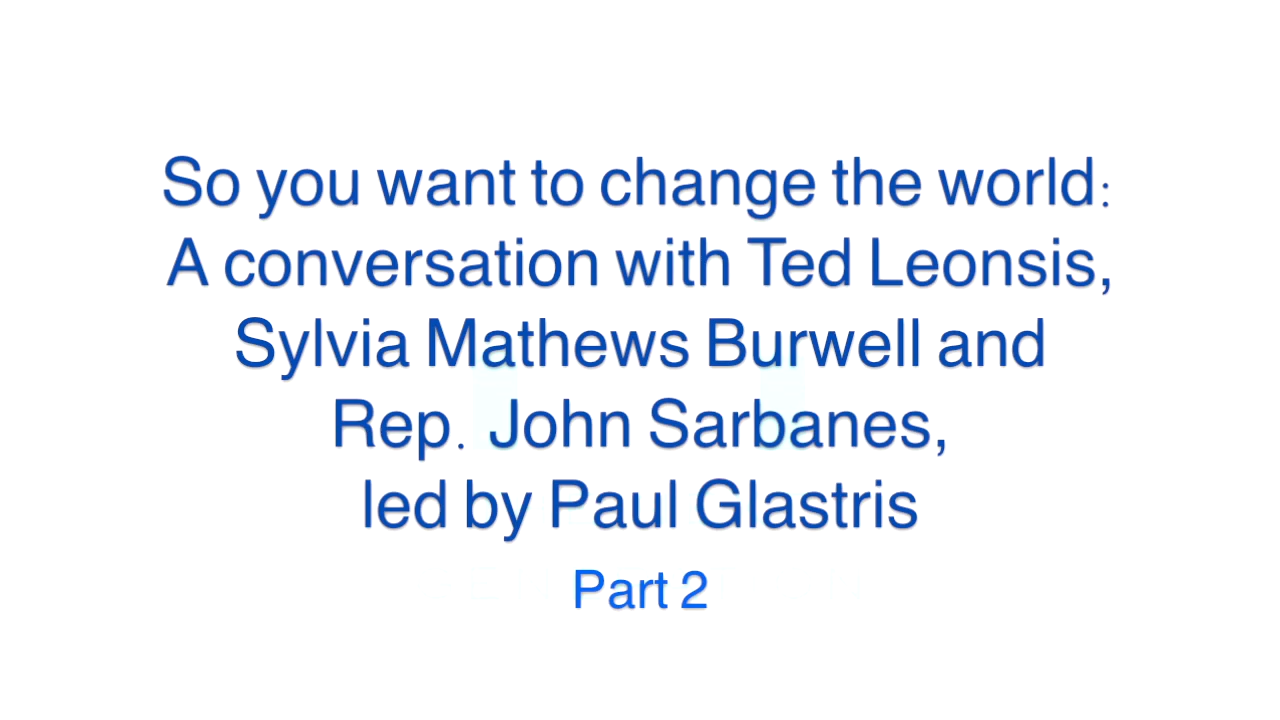 So you want to change the world:
A conversation with Ted Leonsis,
Sylvia Mathews Burwell and
Rep. John Sarbanes,
led by Paul Glastris
Part 2